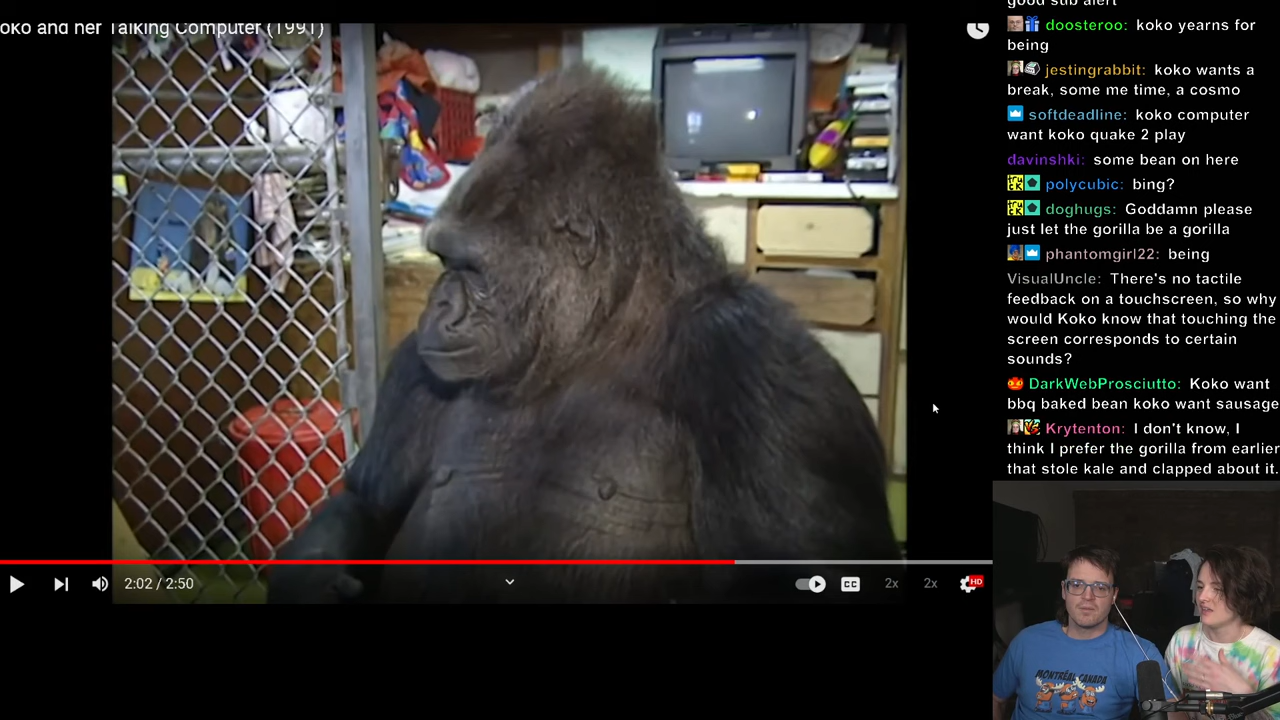 oko and her Talking Computer (1991)
2:02 / 2:50
CC
2x
2x
HD
good sub alert
doosteroo: koko yearns for
being
jestingrabbit: koko wants a
break, some me time, a cosmo
softdeadline: koko computer
want koko quake 2 play
davinshki: some bean on here
polycubic: bing?
doghugs: Goddamn please
just let the gorilla be a gorilla
phantomgirl22: being
VisualUncle: There's no tactile
feedback on a touchscreen, so why
would Koko know that touching the
screen corresponds to certain
sounds?
DarkWebProsciutto: Koko want
bbq baked bean koko want sausage
Krytenton: I don't know, I
think I prefer the gorilla from earlier
that stole kale and clapped about it.
MONTRÉAL CANADA